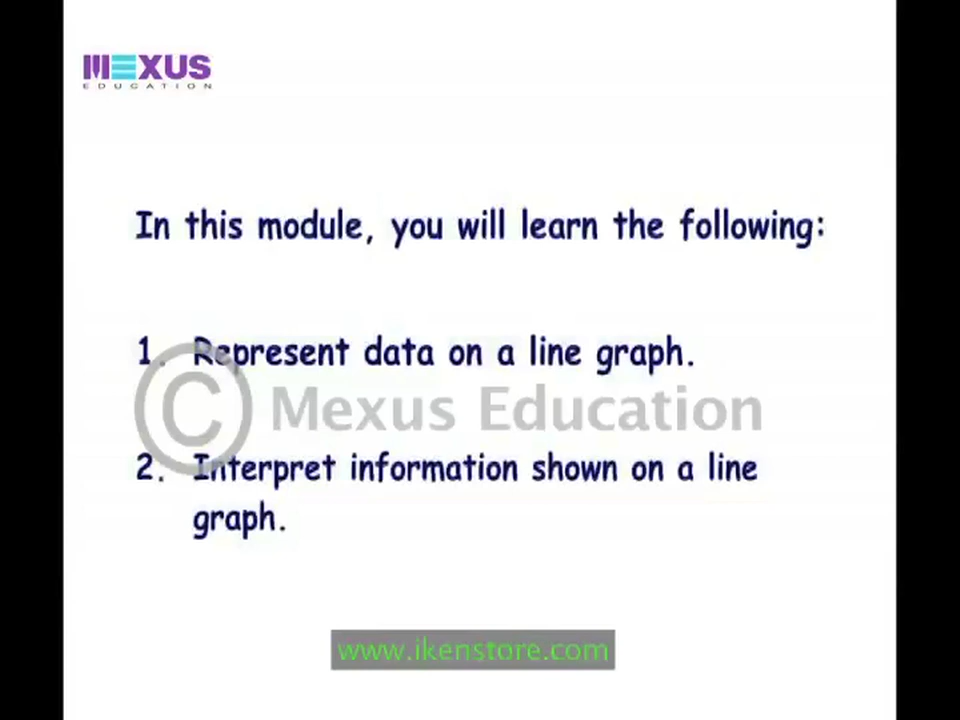 MEXUS
EDUCATION
In this module, you will learn the following:
1. Represent data on a line graph.
© Mexus Education
2. Interpret information shown on a line
graph.
www.ikenstore.com